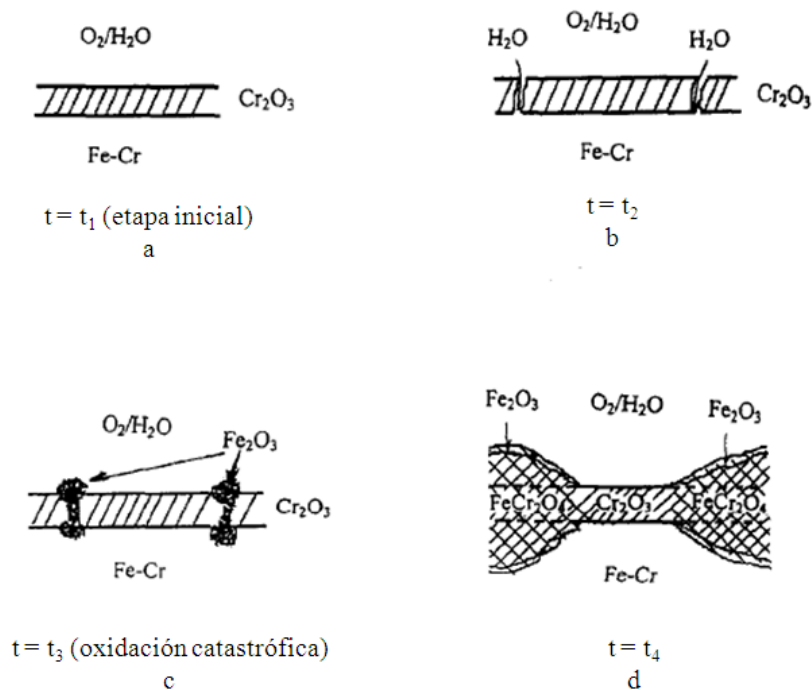 O₂/H₂O
Cr₂O₃
Fe-Cr
t = t₁ (etapa inicial)
a
H₂O
O₂/H₂O
H₂O
Cr₂O₃
Fe-Cr
t = t₂
b
O₂/H₂O
Fe₂O₃
Cr₂O₃
Fe-Cr
t = t₃ (oxidación catastrófica)
c
Fe₂O₃
O₂/H₂O
Fe₂O₃
FeCr₂O₄
Cr₂O₃
FeCr₂O₄
Fe-Cr
t = t₄
d